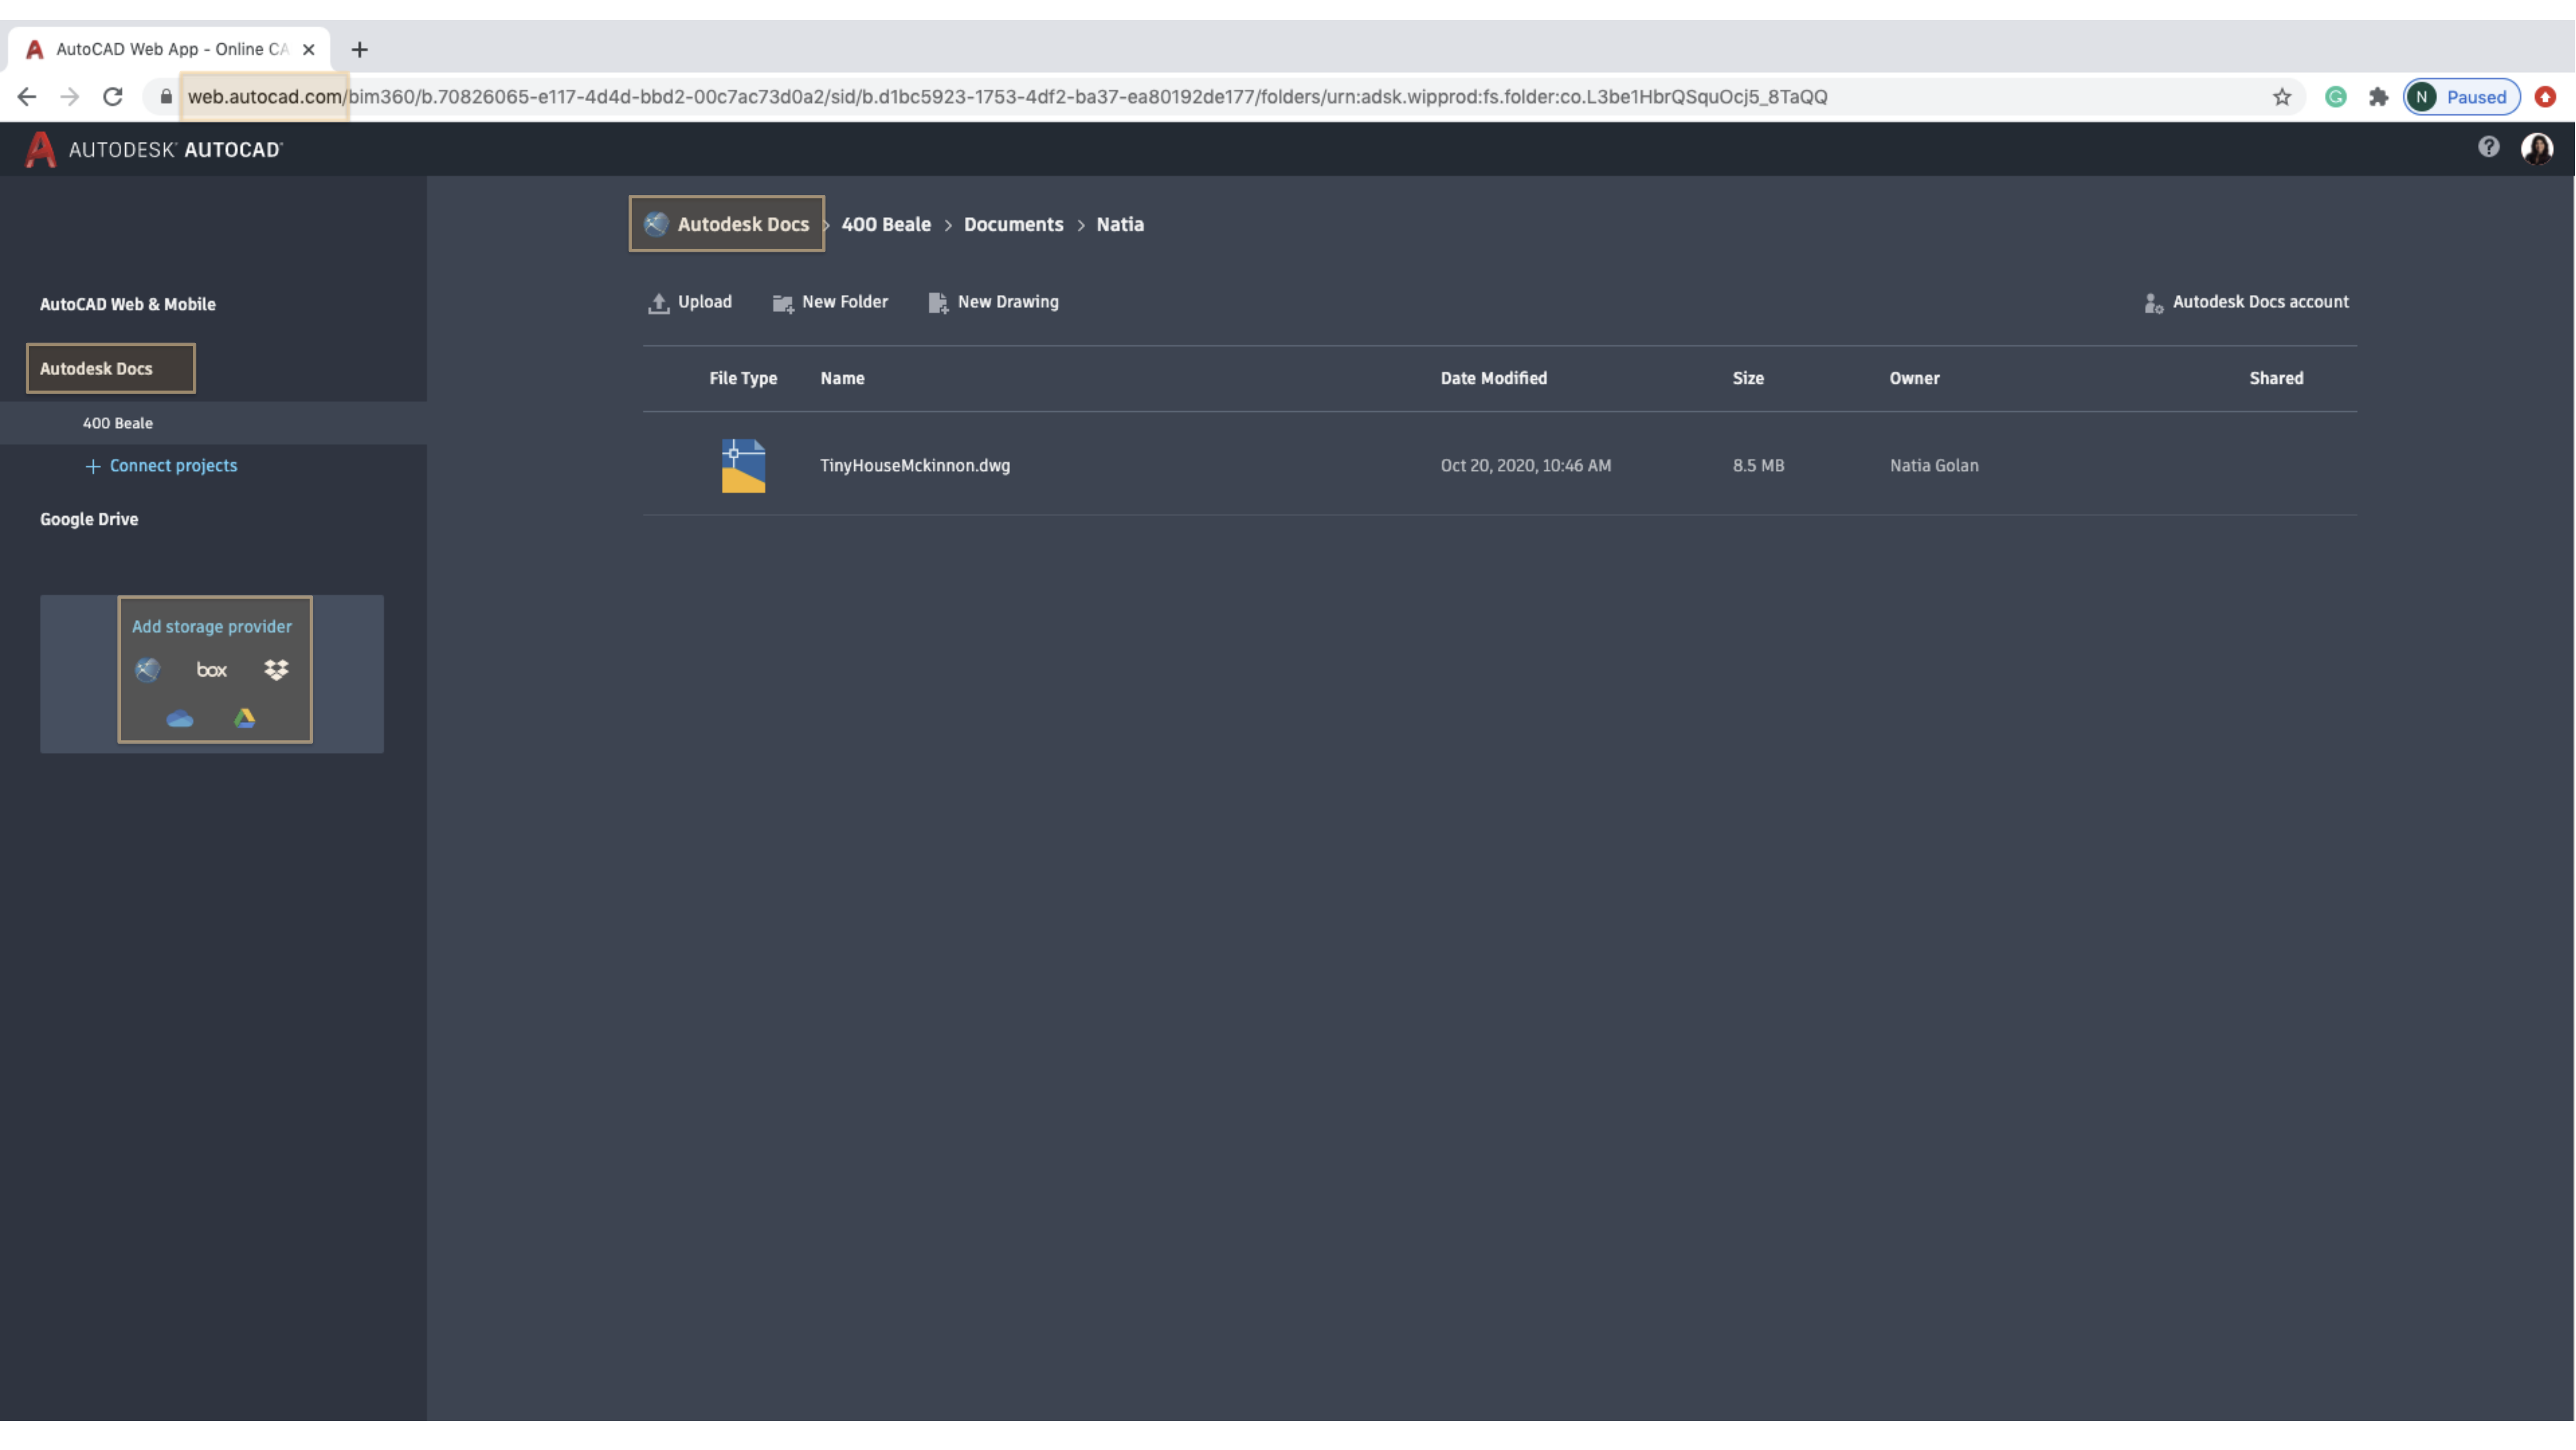 AutoCAD Web App - Online CA
web.autocad.com/bim360/b.70826065-e117-4d4d-bbd2-00c7ac73d0a2/sid/b.d1bc5923-1753-4df2-ba37-ea80192de177/folders/urn:adsk.wipprod:fs.folder:co.L3be1HbrQSquOcj5_8TaQQ
G
N Paused
A AUTODESK AUTOCAD
?
AutoCAD Web & Mobile
Autodesk Docs
400 Beale
+ Connect projects
Google Drive
Add storage provider
box
Autodesk Docs > 400 Beale > Documents > Natia
Upload New Folder New Drawing Autodesk Docs account
File Type Name Date Modified Size Owner Shared
TinyHouseMckinnon.dwg Oct 20, 2020, 10:46 AM 8.5 MB Natia Golan